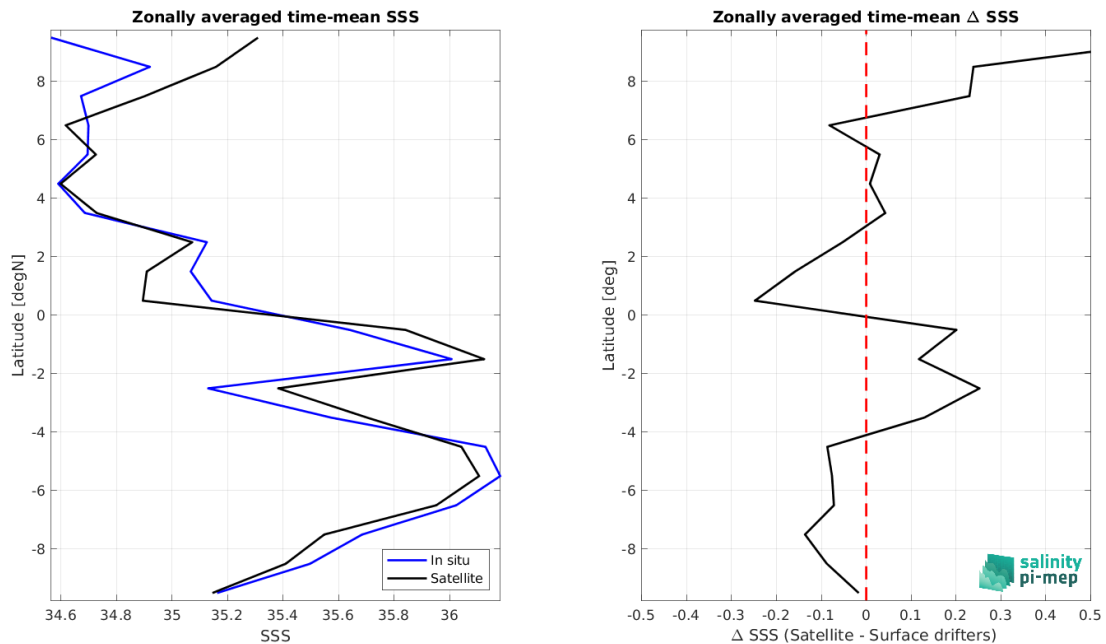 Zonally averaged time-mean SSS
8
6
4
2
0
-2
-4
-6
-8
Latitude [degN]
34.6 34.8 35 35.2 35.4 35.6 35.8 36
SSS
In situ
Satellite
Zonally averaged time-mean Δ SSS
8
6
4
2
0
-2
-4
-6
-8
Latitude [deg]
-0.5 -0.4 -0.3 -0.2 -0.1 0 0.1 0.2 0.3 0.4 0.5
Δ SSS (Satellite - Surface drifters)
salinity
pi-mep